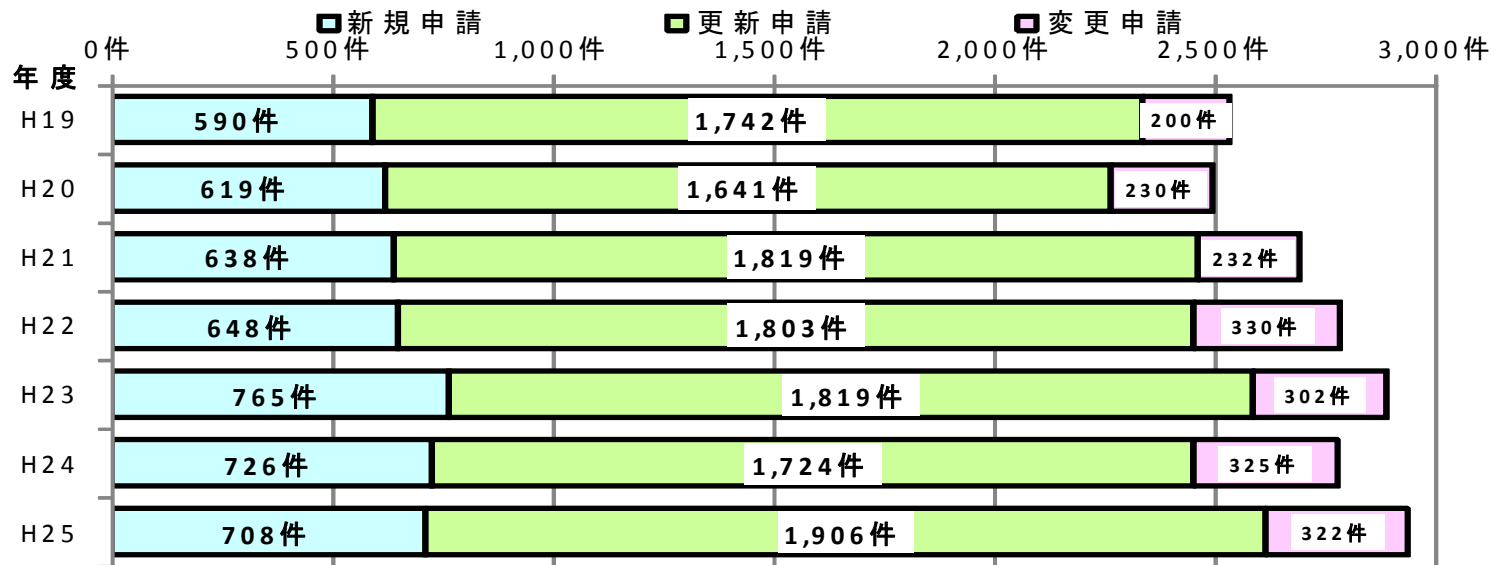 新規申請 更新申請 変更申請
0件 500件 1,000件 1,500件 2,000件 2,500件 3,000件
年度
H19 590件 1,742件 200件
H20 619件 1,641件 230件
H21 638件 1,819件 232件
H22 648件 1,803件 330件
H23 765件 1,819件 302件
H24 726件 1,724件 325件
H25 708件 1,906件 322件